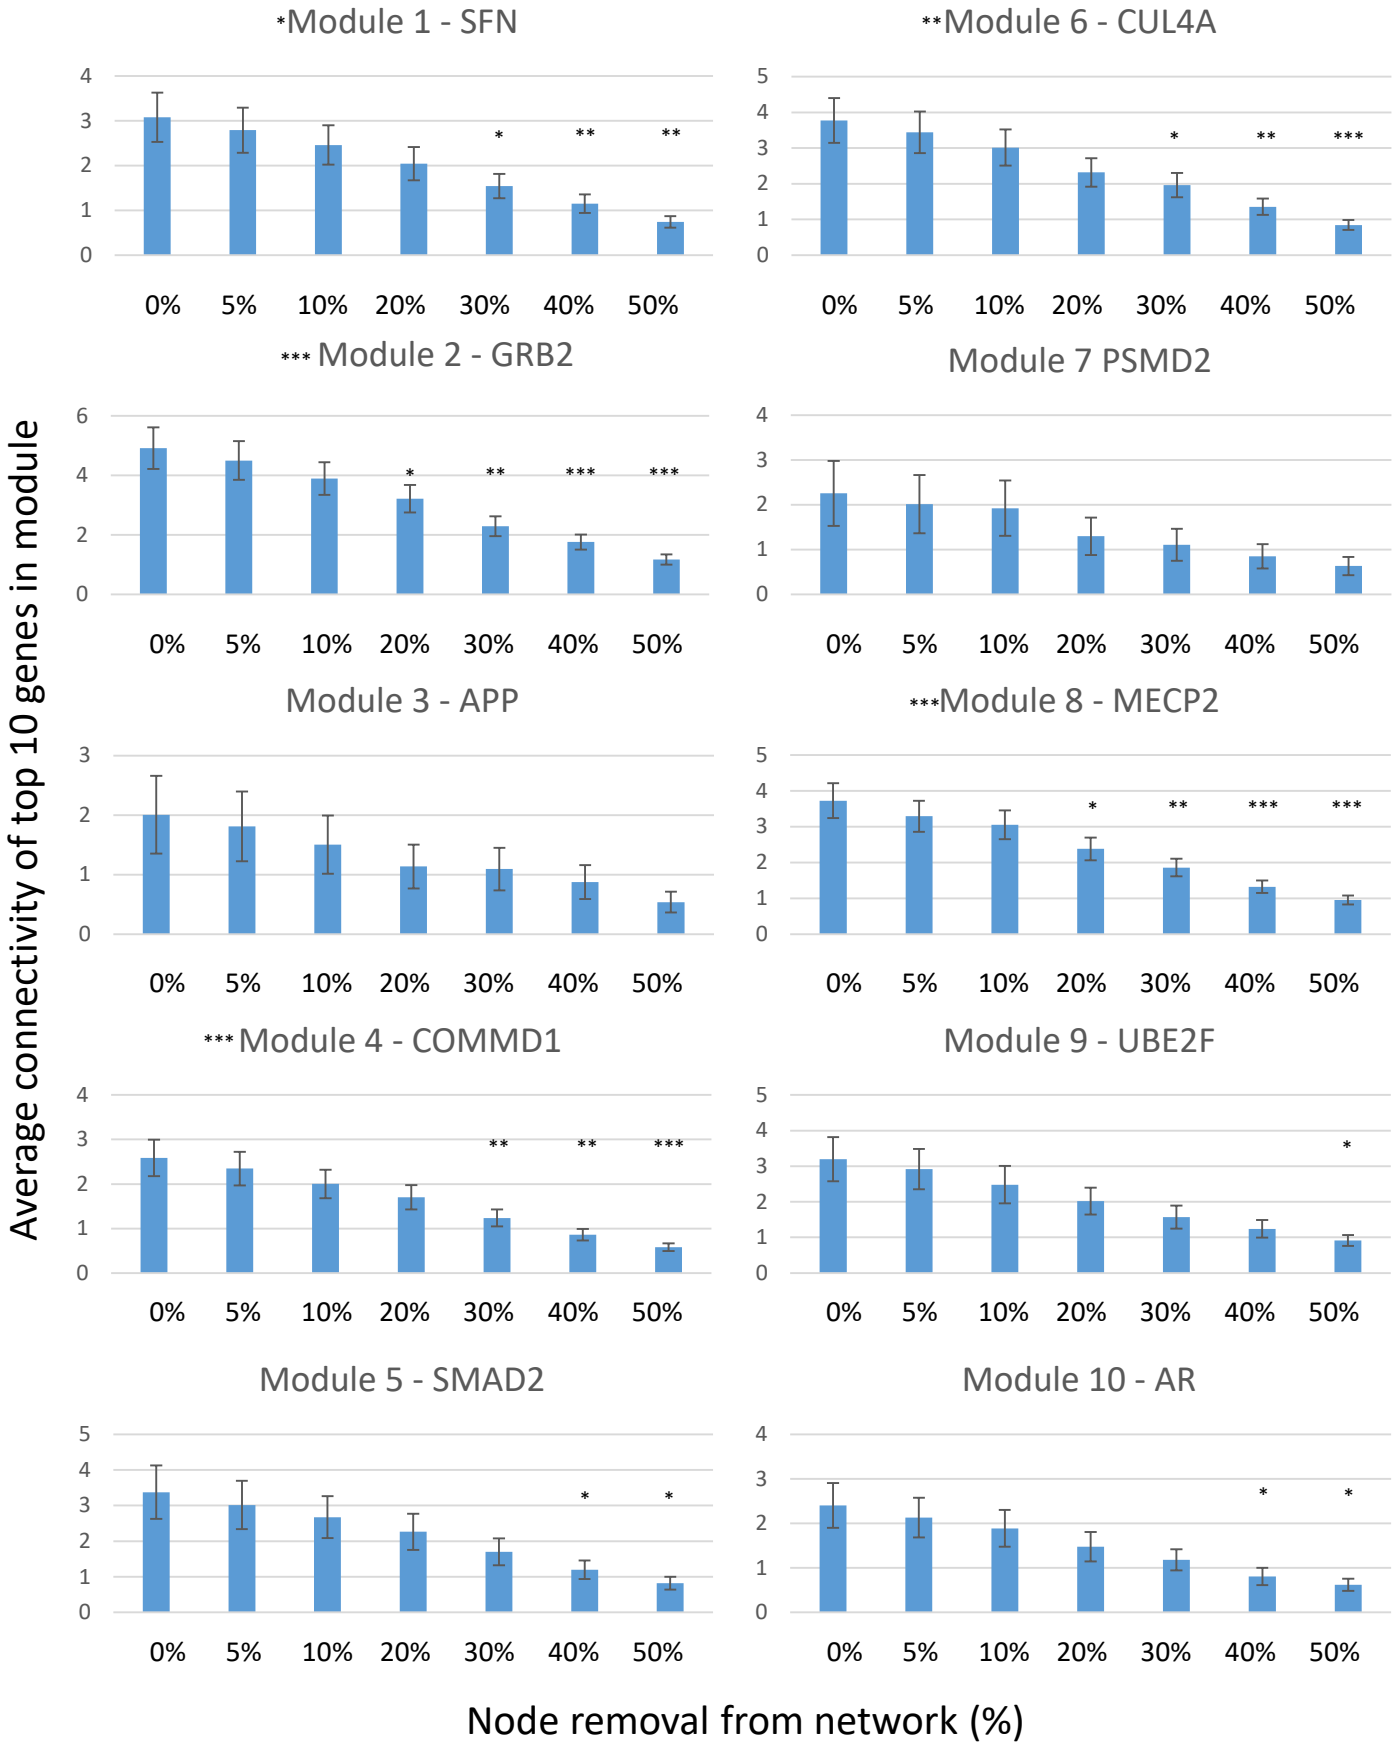 Average connectivity of top 10 genes in module
*Module 1 - SFN
4
3
2
1
0
* ** **
0% 5% 10% 20% 30% 40% 50%
*** Module 2 - GRB2
6
4
2
0
* ** *** ***
0% 5% 10% 20% 30% 40% 50%
Module 3 - APP
3
2
1
0
0% 5% 10% 20% 30% 40% 50%
*** Module 4 - COMMD1
4
3
2
1
0
** ** ***
0% 5% 10% 20% 30% 40% 50%
Module 5 - SMAD2
5
4
3
2
1
0
* *
0% 5% 10% 20% 30% 40% 50%
**Module 6 - CUL4A
5
4
3
2
1
0
* ** ***
0% 5% 10% 20% 30% 40% 50%
Module 7 PSMD2
4
3
2
1
0
0% 5% 10% 20% 30% 40% 50%
***Module 8 - MECP2
5
4
3
2
1
0
* ** *** ***
0% 5% 10% 20% 30% 40% 50%
Module 9 - UBE2F
5
4
3
2
1
0
*
0% 5% 10% 20% 30% 40% 50%
Module 10 - AR
4
3
2
1
0
* *
0% 5% 10% 20% 30% 40% 50%
Node removal from network (%)